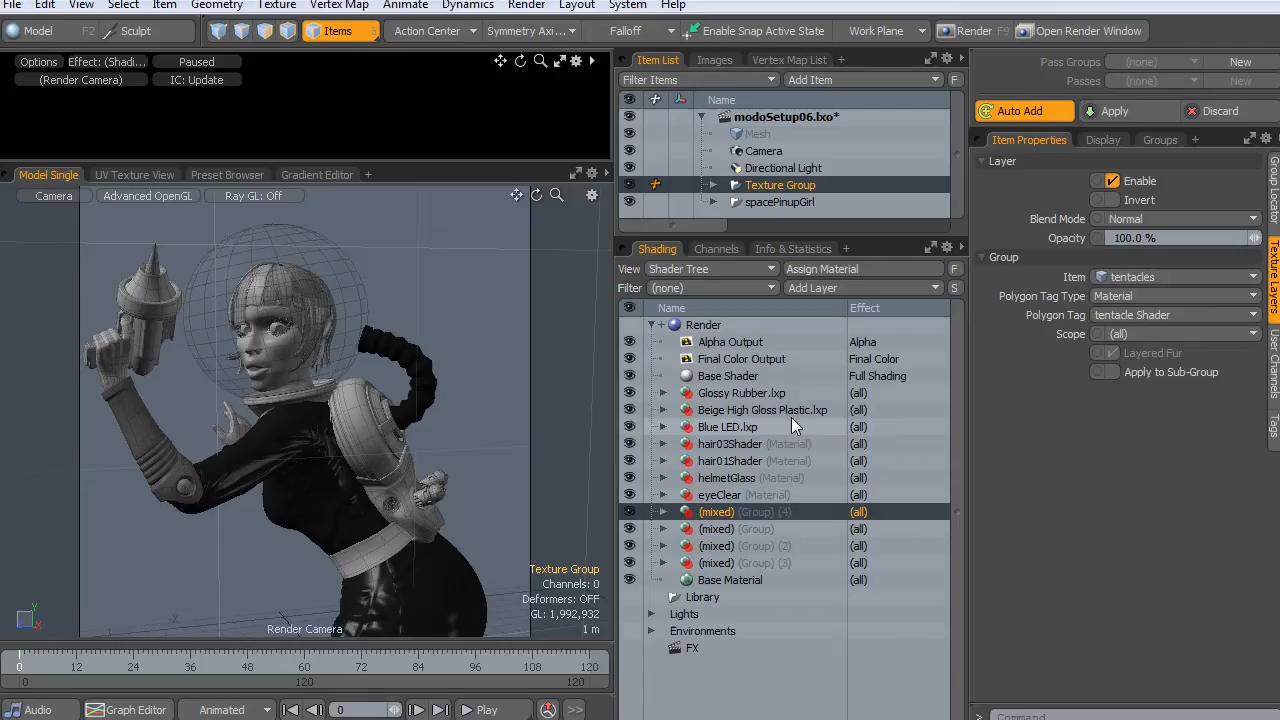 File Edit View Select Item Geometry Texture Vertex Map Animate Dynamics Render Layout System Help
Model F2 Sculpt Items 5 Action Center Symmetry Axi... Falloff Enable Snap Active State Work Plane Render Open Render Window
Options Effect: (Shadi... Paused
(Render Camera) IC: Update
Item List Images Vertex Map List +
Filter Items Add Item F
Name
modoSetup06.lxo*
Mesh
Camera
Directional Light
Texture Group
spacePinupGirl
Pass Groups (none) New
Passes (none) New
Auto Add Apply Discard
Item Properties Display Groups +
Layer
Enable
Invert
Blend Mode Normal
Opacity 100.0 %
Group
Item tentacles
Polygon Tag Type Material
Polygon Tag tentacle Shader
Scope (all)
Layered Fur
Apply to Sub-Group
Group Locator
Texture Layers
User Channels
Tags
Model Single UV Texture View Preset Browser Gradient Editor +
Camera Advanced OpenGL Ray GL: Off
Texture Group
Channels: 0
Deformers: OFF
GL: 1,992,932
1 m
Render Camera
Y
X
-X
Shading Channels Info & Statistics +
View Shader Tree Assign Material F
Filter (none) Add Layer S
Name Effect
Render
Alpha Output Alpha
Final Color Output Final Color
Base Shader Full Shading
Glossy Rubber.lxp (all)
Beige High Gloss Plastic.lxp (all)
Blue LED.lxp (all)
hair03Shader (Material) (all)
hair01Shader (Material) (all)
helmetGlass (Material) (all)
eyeClear (Material) (all)
(mixed) (Group) (4) (all)
(mixed) (Group) (all)
(mixed) (Group) (2) (all)
(mixed) (Group) (3) (all)
Base Material (all)
Library
Lights
Environments
FX
0 12 24 36 48 60 72 84 96 108 120
0 120 120
Audio Graph Editor Animated 0 Play >>
> Command